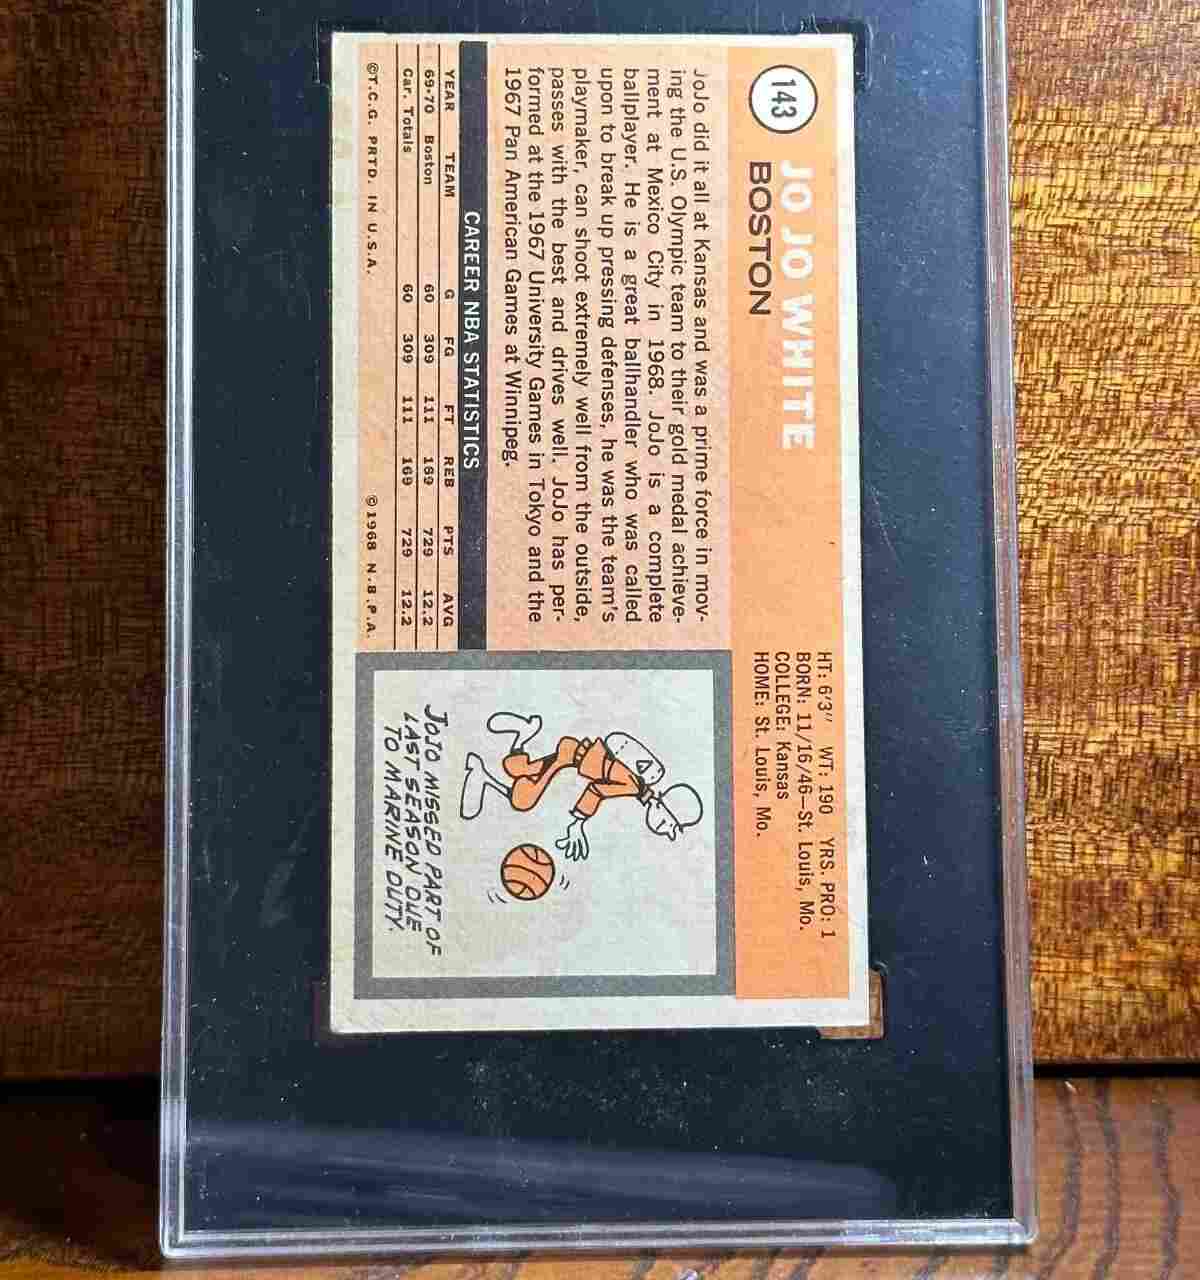 143
JO JO WHITE
BOSTON
HT: 6'3" WT: 190 YRS. PRO: 1
BORN: 11/16/46—St. Louis, Mo.
COLLEGE: Kansas
HOME: St. Louis, Mo.
JoJo did it all at Kansas and was a prime force in mov-
ing the U.S. Olympic team to their gold medal achieve-
ment at Mexico City in 1968. JoJo is a complete
ballplayer. He is a great ballhandler who was called
upon to break up pressing defenses, he was the team's
playmaker, can shoot extremely well from the outside,
passes with the best and drives well. JoJo has per-
formed at the 1967 University Games in Tokyo and the
1967 Pan American Games at Winnipeg.
CAREER NBA STATISTICS
YEAR TEAM G FG FT REB PTS AVG
69-70 Boston 60 309 111 169 729 12.2
Car. Totals 60 309 111 169 729 12.2
©T.C.G. PRTD. IN U.S.A. ©1968 N.B.P.A.
JOJO MISSED PART OF
LAST SEASON DUE
TO MARINE DUTY.